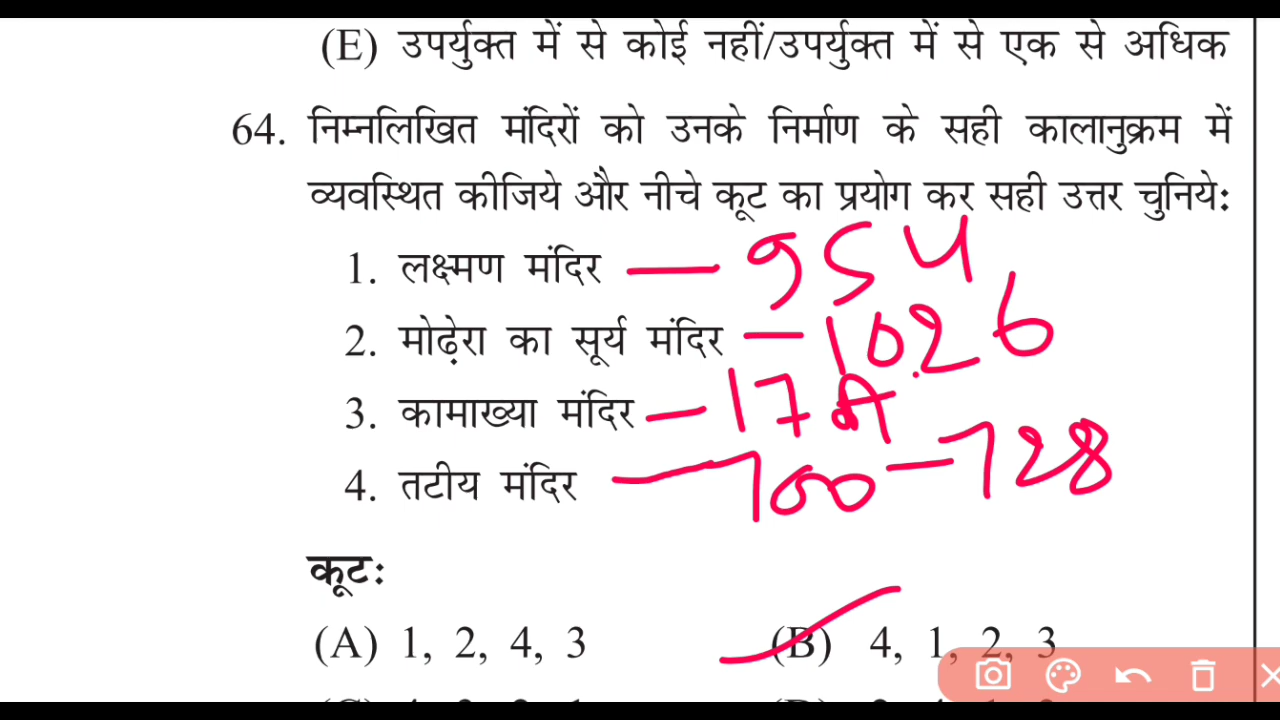 (E) उपर्युक्त में से कोई नहीं/उपर्युक्त में से एक से अधिक
64. निम्नलिखित मंदिरों को उनके निर्माण के सही कालानुक्रम में
व्यवस्थित कीजिये और नीचे कूट का प्रयोग कर सही उत्तर चुनिये:
1. लक्ष्मण मंदिर — 954
2. मोढ़ेरा का सूर्य मंदिर — 1026
3. कामाख्या मंदिर — 17
4. तटीय मंदिर — 700 — 728
कूट:
(A) 1, 2, 4, 3 (B) 4, 1, 2, 3